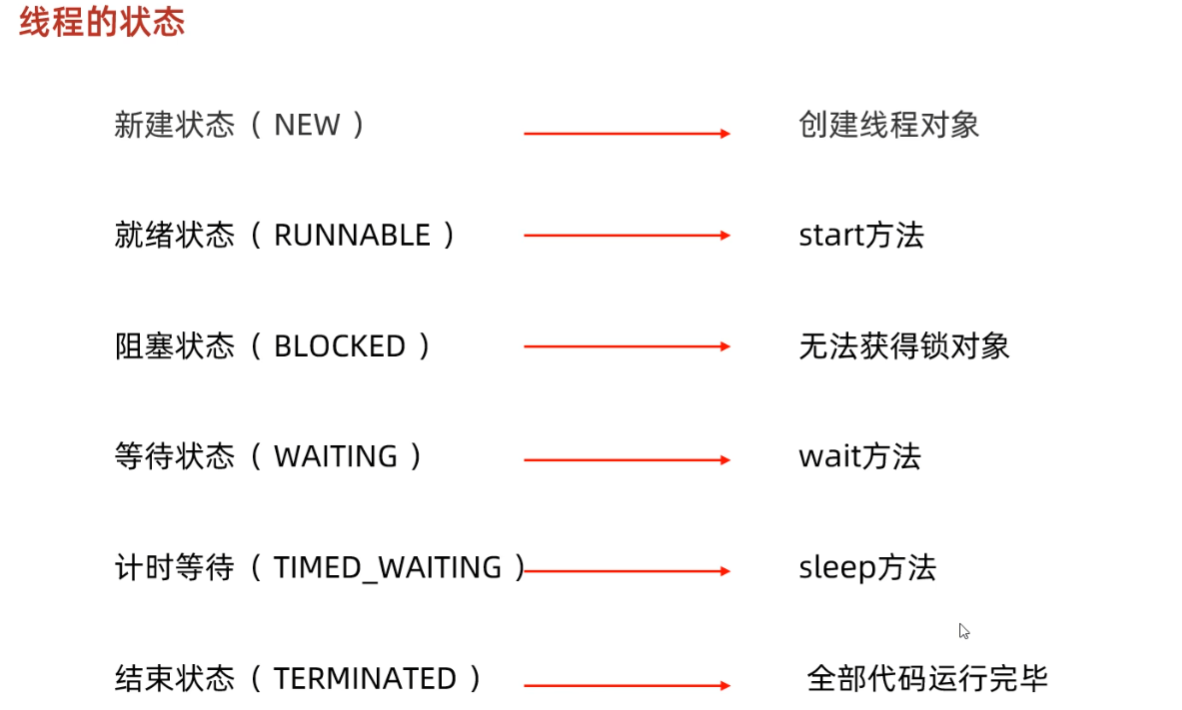 线程的状态
新建状态（ NEW ） 创建线程对象
就绪状态（ RUNNABLE ） start方法
阻塞状态（ BLOCKED ） 无法获得锁对象
等待状态（ WAITING ） wait方法
计时等待（ TIMED_WAITING ） sleep方法
结束状态（ TERMINATED ） 全部代码运行完毕